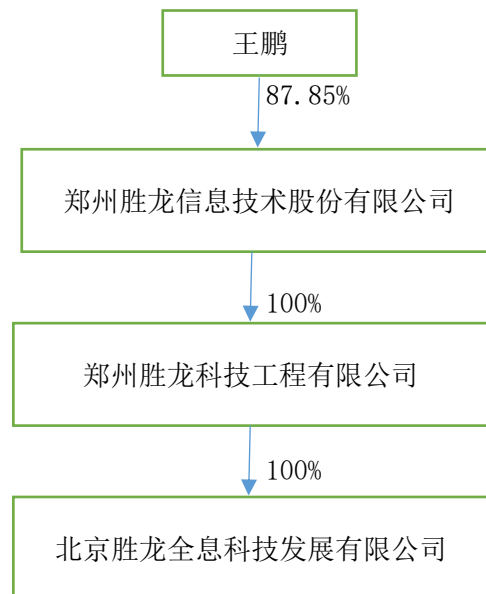 王鹏
87.85%
郑州胜龙信息技术股份有限公司
100%
郑州胜龙科技工程有限公司
100%
北京胜龙全息科技发展有限公司